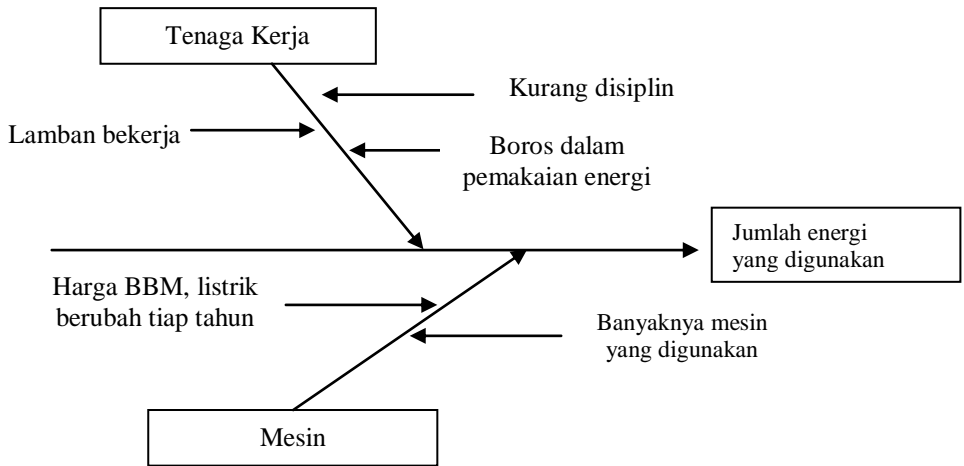 Tenaga Kerja
Kurang disiplin
Lamban bekerja
Boros dalam
pemakaian energi
Jumlah energi
yang digunakan
Harga BBM, listrik
berubah tiap tahun
Banyaknya mesin
yang digunakan
Mesin